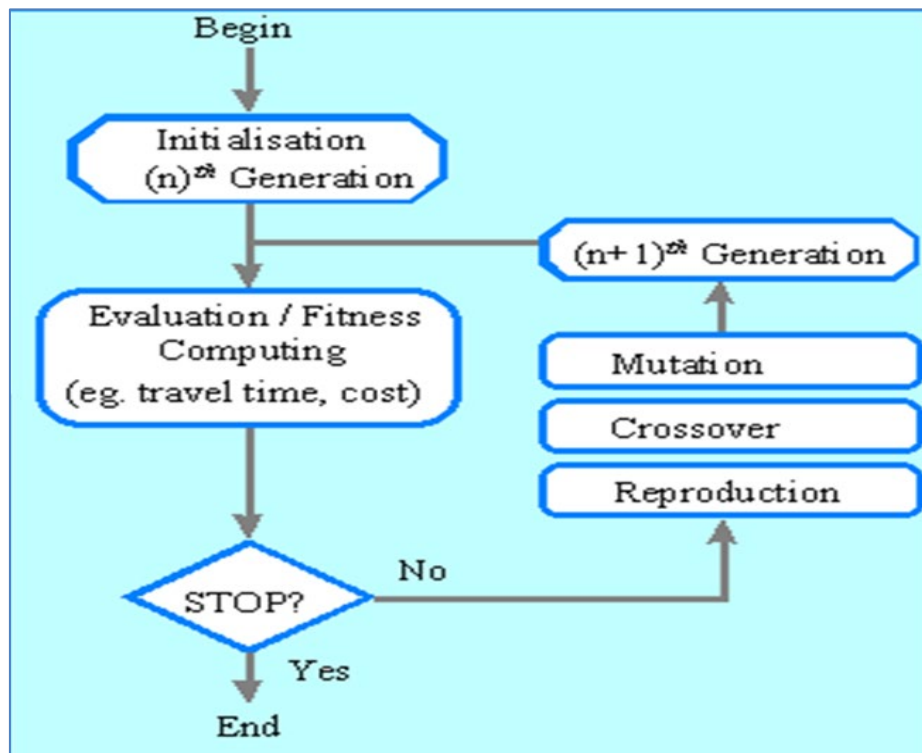 Begin
Initialisation
(n)th Generation
(n+1)th Generation
Evaluation / Fitness
Computing
(eg. travel time, cost)
Mutation
Crossover
Reproduction
STOP?
No
Yes
End